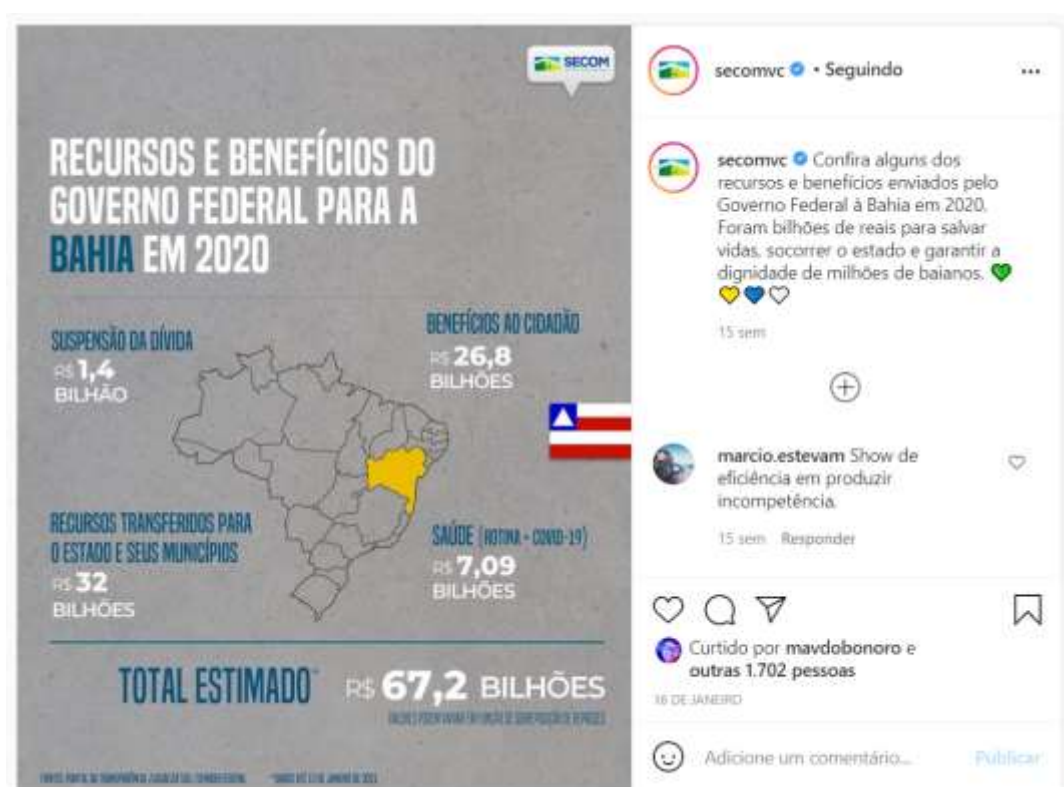 SECOM
RECURSOS E BENEFÍCIOS DO
GOVERNO FEDERAL PARA A
BAHIA EM 2020
SUSPENSÃO DA DÍVIDA
R$ 1,4
BILHÃO
BENEFÍCIOS AO CIDADÃO
R$ 26,8
BILHÕES
RECURSOS TRANSFERIDOS PARA
O ESTADO E SEUS MUNICÍPIOS
R$ 32
BILHÕES
SAÚDE (ROTINA + COVID-19)
R$ 7,09
BILHÕES
TOTAL ESTIMADO* R$ 67,2 BILHÕES
secomvc • Seguindo
secomvc Confira alguns dos
recursos e benefícios enviados pelo
Governo Federal à Bahia em 2020.
Foram bilhões de reais para salvar
vidas, socorrer o estado e garantir a
dignidade de milhões de baianos. 💚
💛💙🤍
15 sem
marcio.estevam Show de
eficiência em produzir
incompetência.
15 sem Responder
Curtido por mavdobonoro e
outras 1.702 pessoas
16 DE JANEIRO
Adicione um comentário... Publicar